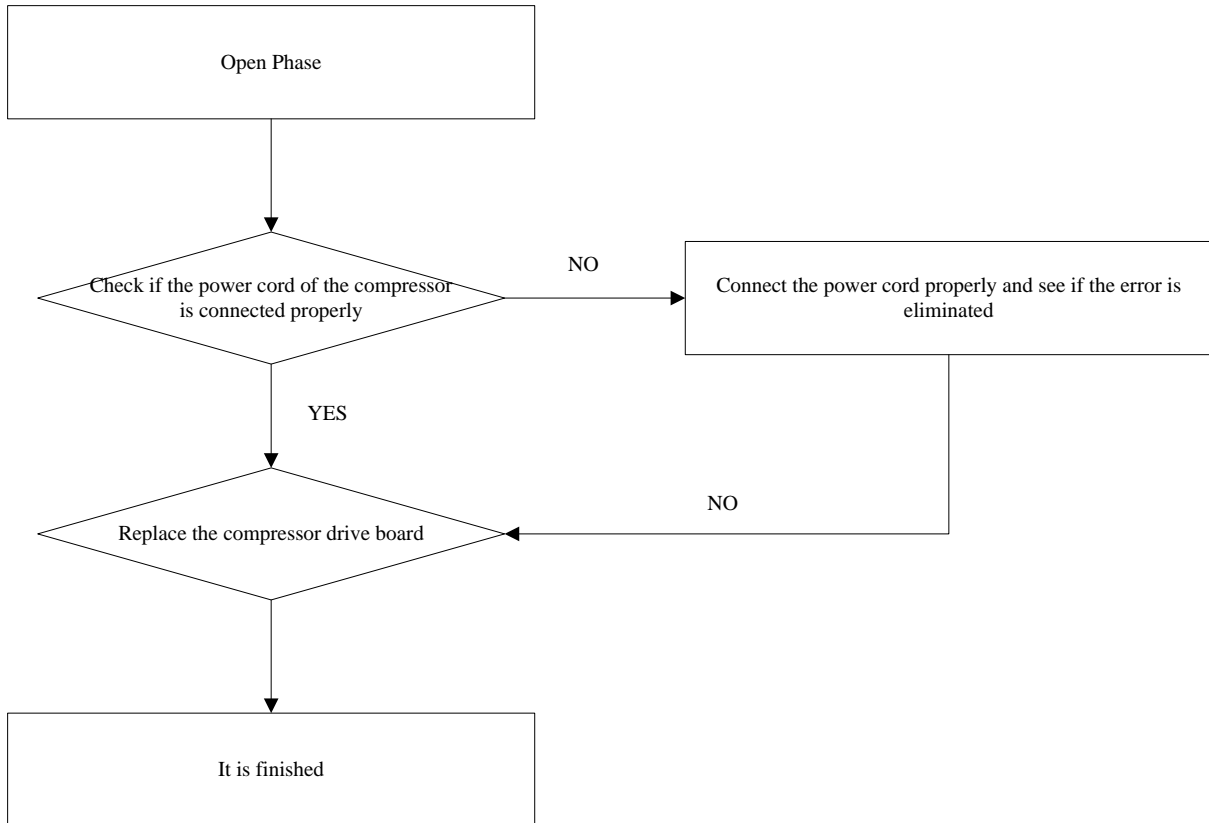 Open Phase
Check if the power cord of the compressor
is connected properly
NO
Connect the power cord properly and see if the error is
eliminated
YES
NO
Replace the compressor drive board
It is finished